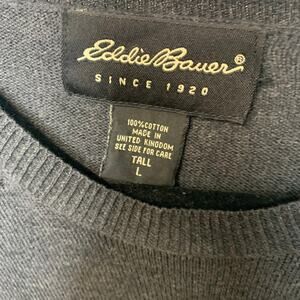 Eddie Bauer®
SINCE 1920
100% COTTON
MADE IN
UNITED KINGDOM
SEE SIDE FOR CARE
TALL
L